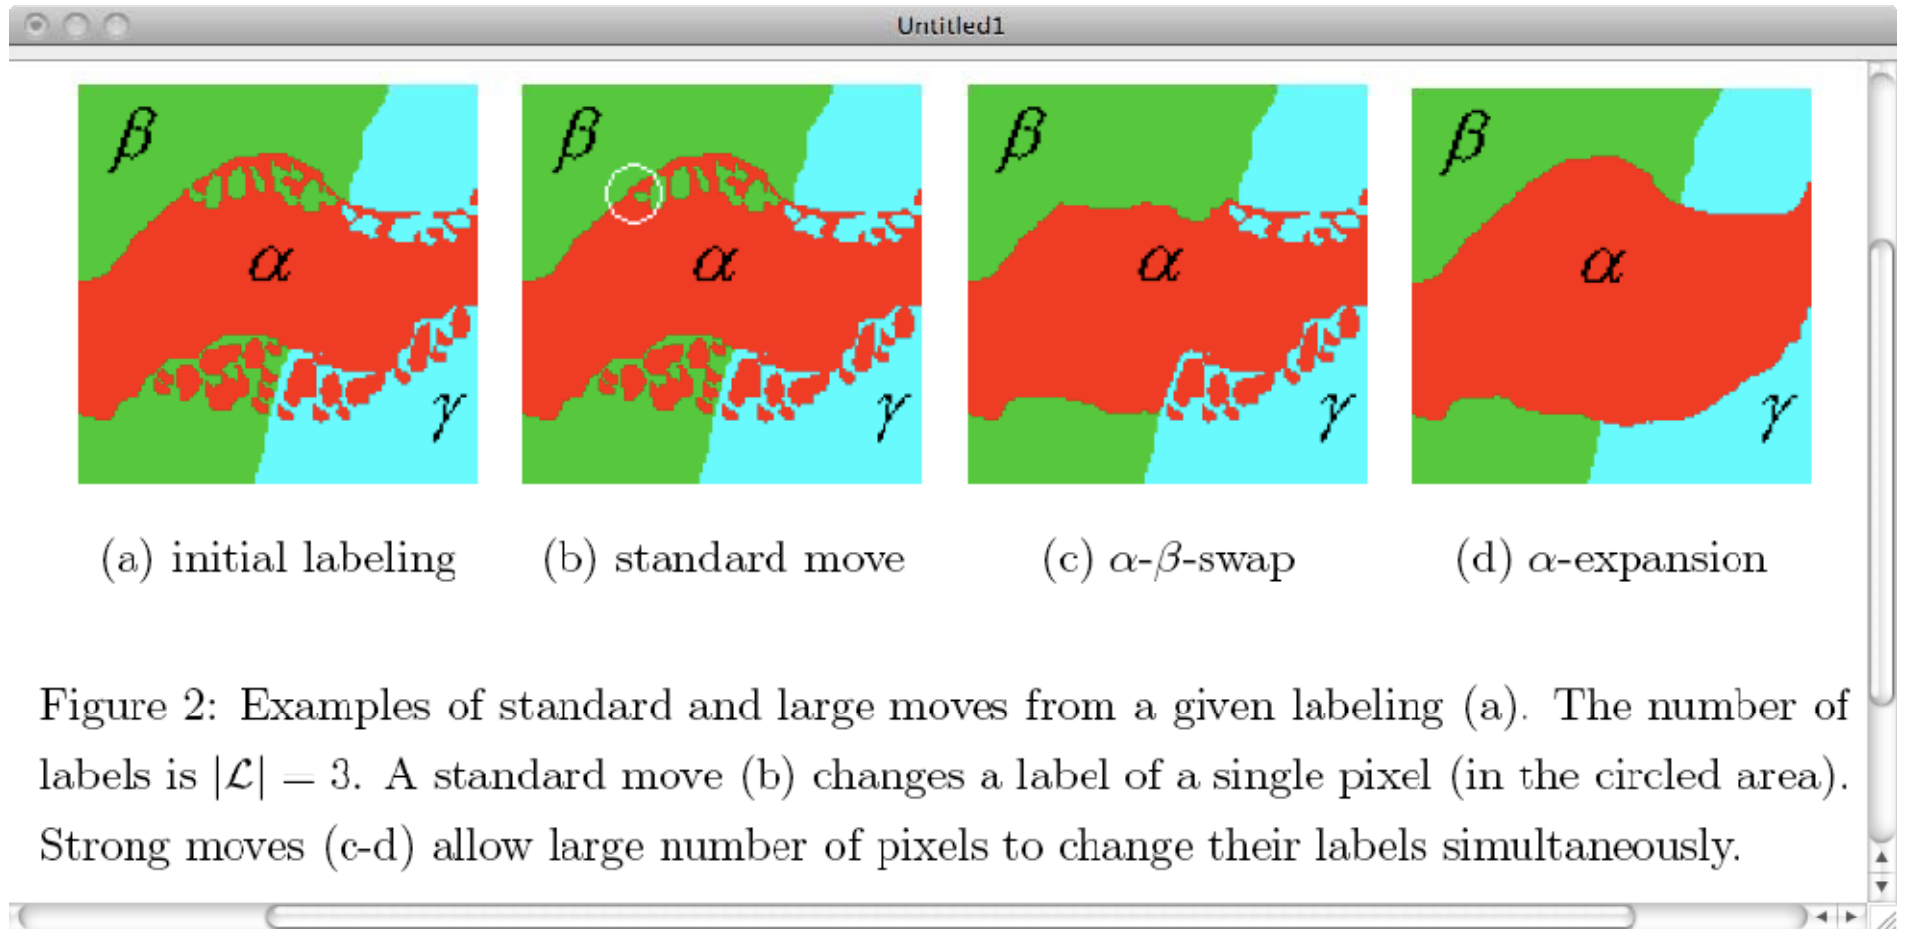 Untitled1
β β β β
α α α α
γ γ γ γ
(a) initial labeling (b) standard move (c) α-β-swap (d) α-expansion
Figure 2: Examples of standard and large moves from a given labeling (a). The number of
labels is |ℒ| = 3. A standard move (b) changes a label of a single pixel (in the circled area).
Strong moves (c-d) allow large number of pixels to change their labels simultaneously.